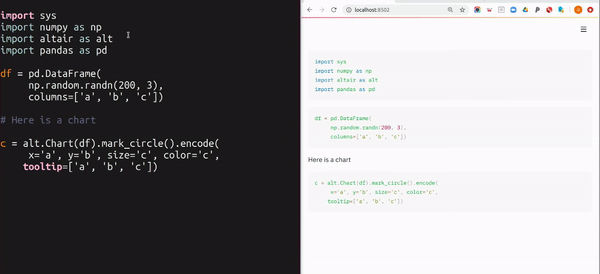 import sys
import numpy as np
import altair as alt
import pandas as pd
df = pd.DataFrame(
np.random.randn(200, 3),
columns=['a', 'b', 'c'])
# Here is a chart
c = alt.Chart(df).mark_circle().encode(
x='a', y='b', size='c', color='c',
tooltip=['a', 'b', 'c'])
localhost:8502
import sys
import numpy as np
import altair as alt
import pandas as pd
df = pd.DataFrame(
np.random.randn(200, 3),
columns=['a', 'b', 'c'])
Here is a chart
c = alt.Chart(df).mark_circle().encode(
x='a', y='b', size='c', color='c',
tooltip=['a', 'b', 'c'])